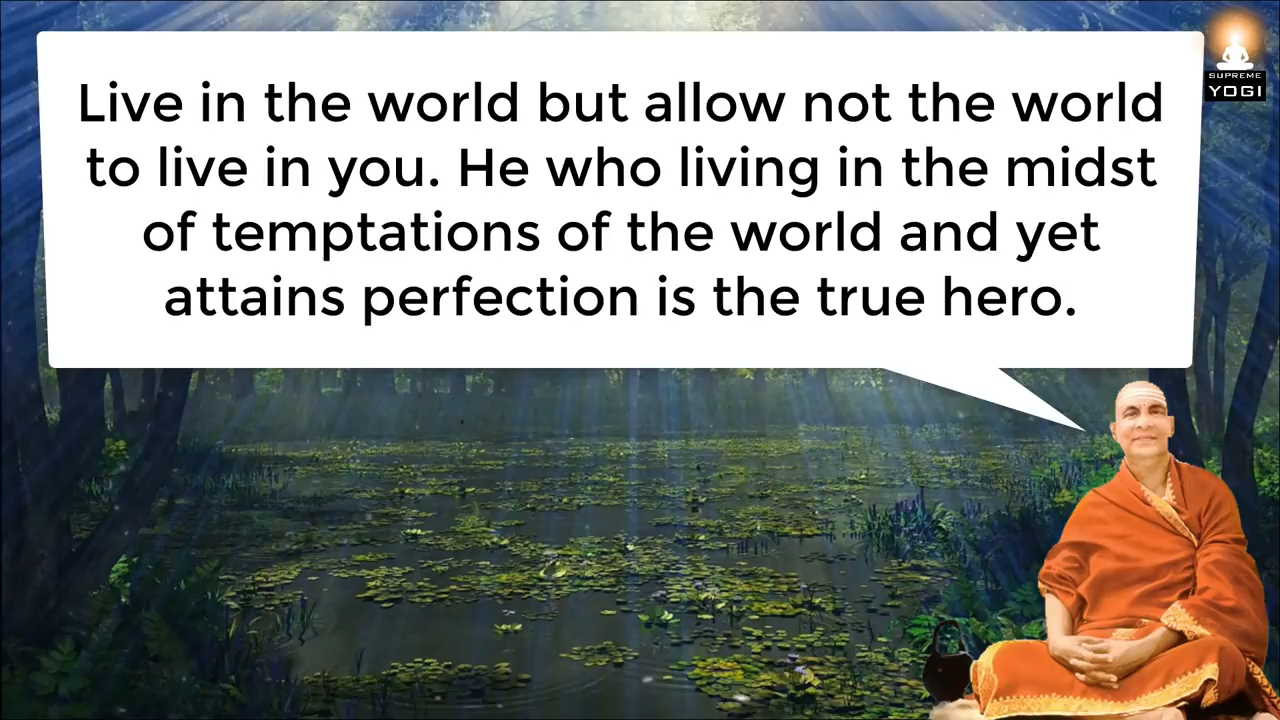 Live in the world but allow not the world
to live in you. He who living in the midst
of temptations of the world and yet
attains perfection is the true hero.
SUPREME
YOGI